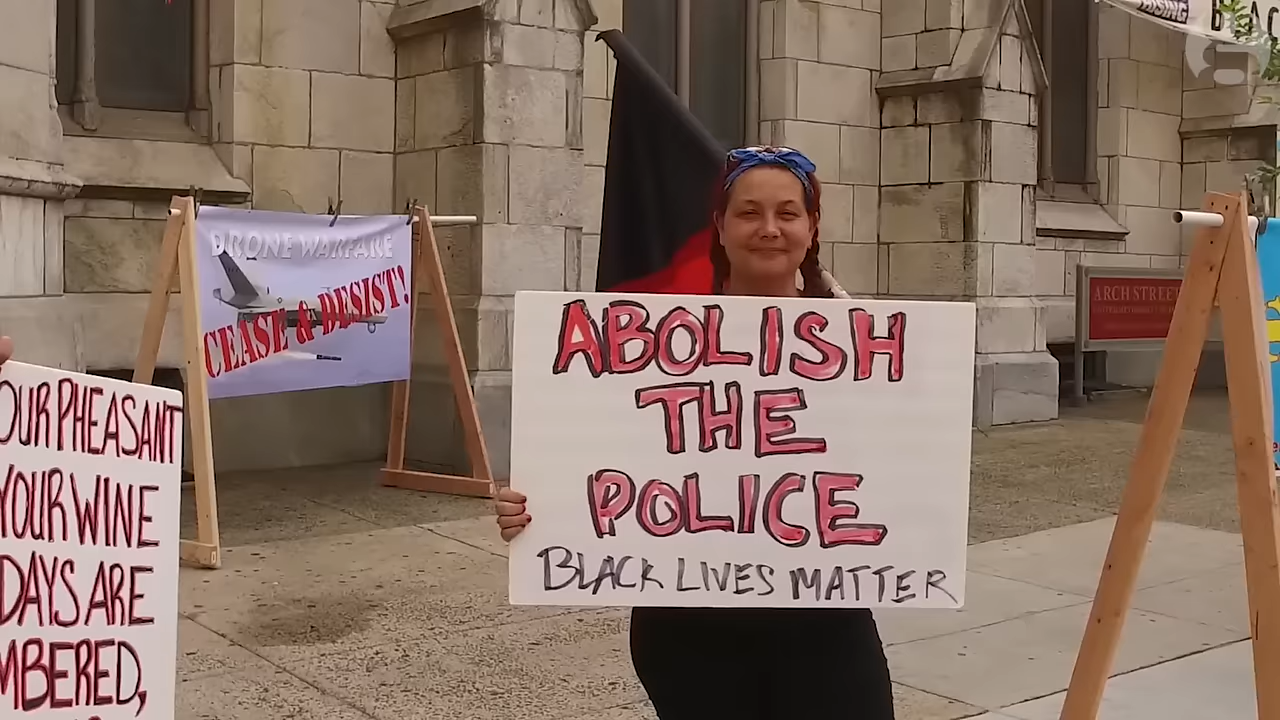 RISING
DRONE WARFARE
CEASE & DESIST!
ARCH STREET
ABOLISH
THE
POLICE
BLACK LIVES MATTER
OUR PHEASANT
YOUR WINE
DAYS ARE
MBERED,